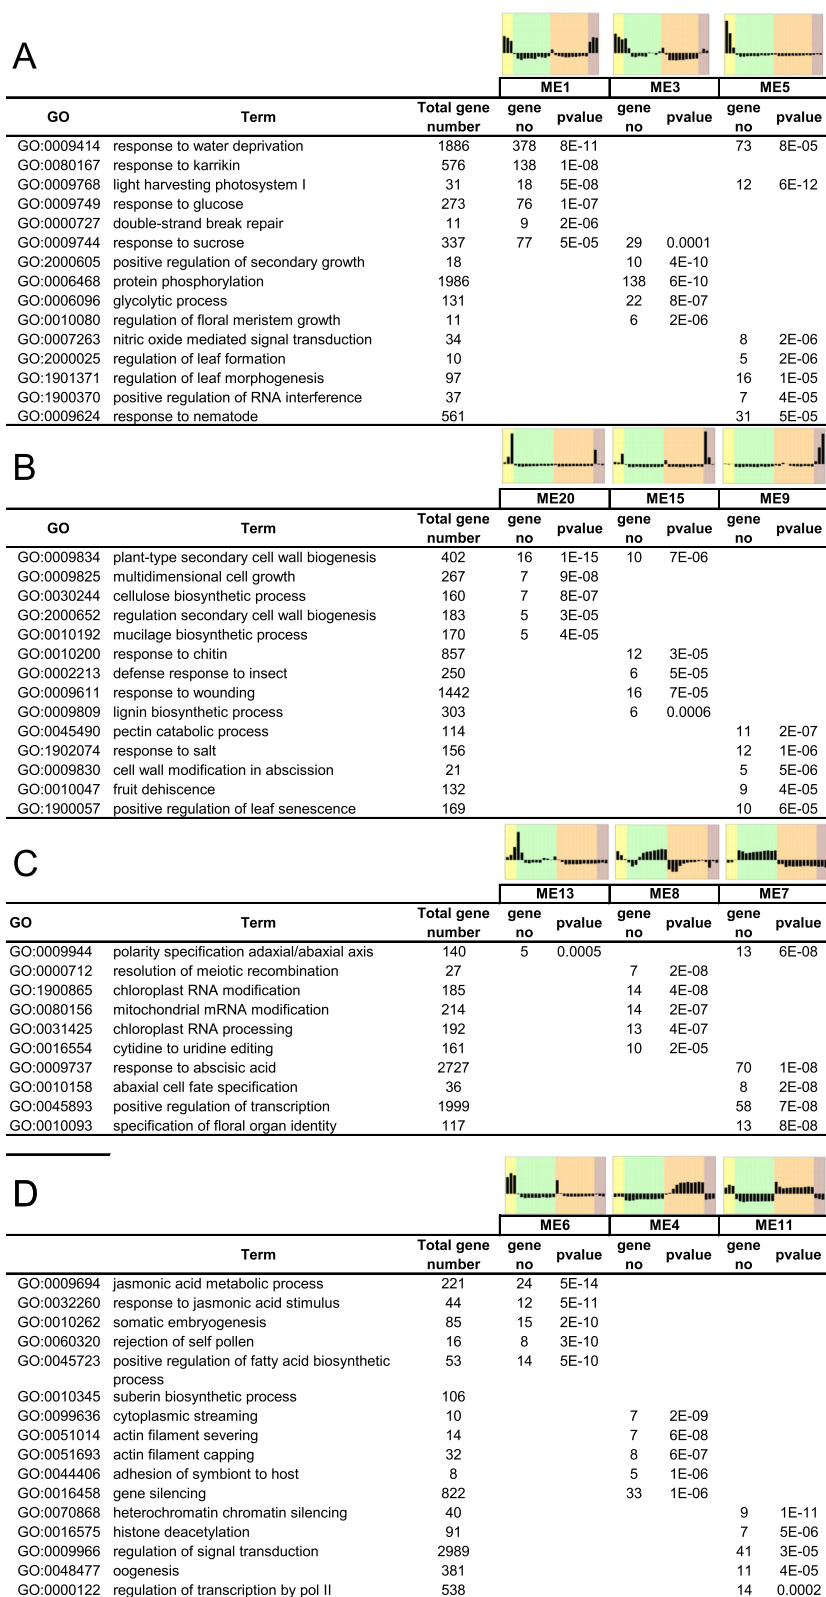 A
ME1 ME3 ME5
GO Term Total gene number gene no pvalue gene no pvalue gene no pvalue
GO:0009414 response to water deprivation 1886 378 8E-11 73 8E-05
GO:0080167 response to karrikin 576 138 1E-08
GO:0009768 light harvesting photosystem I 31 18 5E-08 12 6E-12
GO:0009749 response to glucose 273 76 1E-07
GO:0000727 double-strand break repair 11 9 2E-06
GO:0009744 response to sucrose 337 77 5E-05 29 0.0001
GO:2000605 positive regulation of secondary growth 18 10 4E-10
GO:0006468 protein phosphorylation 1986 138 6E-10
GO:0006096 glycolytic process 131 22 8E-07
GO:0010080 regulation of floral meristem growth 11 6 2E-06
GO:0007263 nitric oxide mediated signal transduction 34 8 2E-06
GO:2000025 regulation of leaf formation 10 5 2E-06
GO:1901371 regulation of leaf morphogenesis 97 16 1E-05
GO:1900370 positive regulation of RNA interference 37 7 4E-05
GO:0009624 response to nematode 561 31 5E-05
B
ME20 ME15 ME9
GO Term Total gene number gene no pvalue gene no pvalue gene no pvalue
GO:0009834 plant-type secondary cell wall biogenesis 402 16 1E-15 10 7E-06
GO:0009825 multidimensional cell growth 267 7 9E-08
GO:0030244 cellulose biosynthetic process 160 7 8E-07
GO:2000652 regulation secondary cell wall biogenesis 183 5 3E-05
GO:0010192 mucilage biosynthetic process 170 5 4E-05
GO:0010200 response to chitin 857 12 3E-05
GO:0002213 defense response to insect 250 6 5E-05
GO:0009611 response to wounding 1442 16 7E-05
GO:0009809 lignin biosynthetic process 303 6 0.0006
GO:0045490 pectin catabolic process 114 11 2E-07
GO:1902074 response to salt 156 12 1E-06
GO:0009830 cell wall modification in abscission 21 5 5E-06
GO:0010047 fruit dehiscence 132 9 4E-05
GO:1900057 positive regulation of leaf senescence 169 10 6E-05
C
ME13 ME8 ME7
GO Term Total gene number gene no pvalue gene no pvalue gene no pvalue
GO:0009944 polarity specification adaxial/abaxial axis 140 5 0.0005 13 6E-08
GO:0000712 resolution of meiotic recombination 27 7 2E-08
GO:1900865 chloroplast RNA modification 185 14 4E-08
GO:0080156 mitochondrial mRNA modification 214 14 2E-07
GO:0031425 chloroplast RNA processing 192 13 4E-07
GO:0016554 cytidine to uridine editing 161 10 2E-05
GO:0009737 response to abscisic acid 2727 70 1E-08
GO:0010158 abaxial cell fate specification 36 8 2E-08
GO:0045893 positive regulation of transcription 1999 58 7E-08
GO:0010093 specification of floral organ identity 117 13 8E-08
D
ME6 ME4 ME11
Term Total gene number gene no pvalue gene no pvalue gene no pvalue
GO:0009694 jasmonic acid metabolic process 221 24 5E-14
GO:0032260 response to jasmonic acid stimulus 44 12 5E-11
GO:0010262 somatic embryogenesis 85 15 2E-10
GO:0060320 rejection of self pollen 16 8 3E-10
GO:0045723 positive regulation of fatty acid biosynthetic 53 14 5E-10
process
GO:0010345 suberin biosynthetic process 106
GO:0099636 cytoplasmic streaming 10 7 2E-09
GO:0051014 actin filament severing 14 7 6E-08
GO:0051693 actin filament capping 32 8 6E-07
GO:0044406 adhesion of symbiont to host 8 5 1E-06
GO:0016458 gene silencing 822 33 1E-06
GO:0070868 heterochromatin chromatin silencing 40 9 1E-11
GO:0016575 histone deacetylation 91 7 5E-06
GO:0009966 regulation of signal transduction 2989 41 3E-05
GO:0048477 oogenesis 381 11 4E-05
GO:0000122 regulation of transcription by pol II 538 14 0.0002